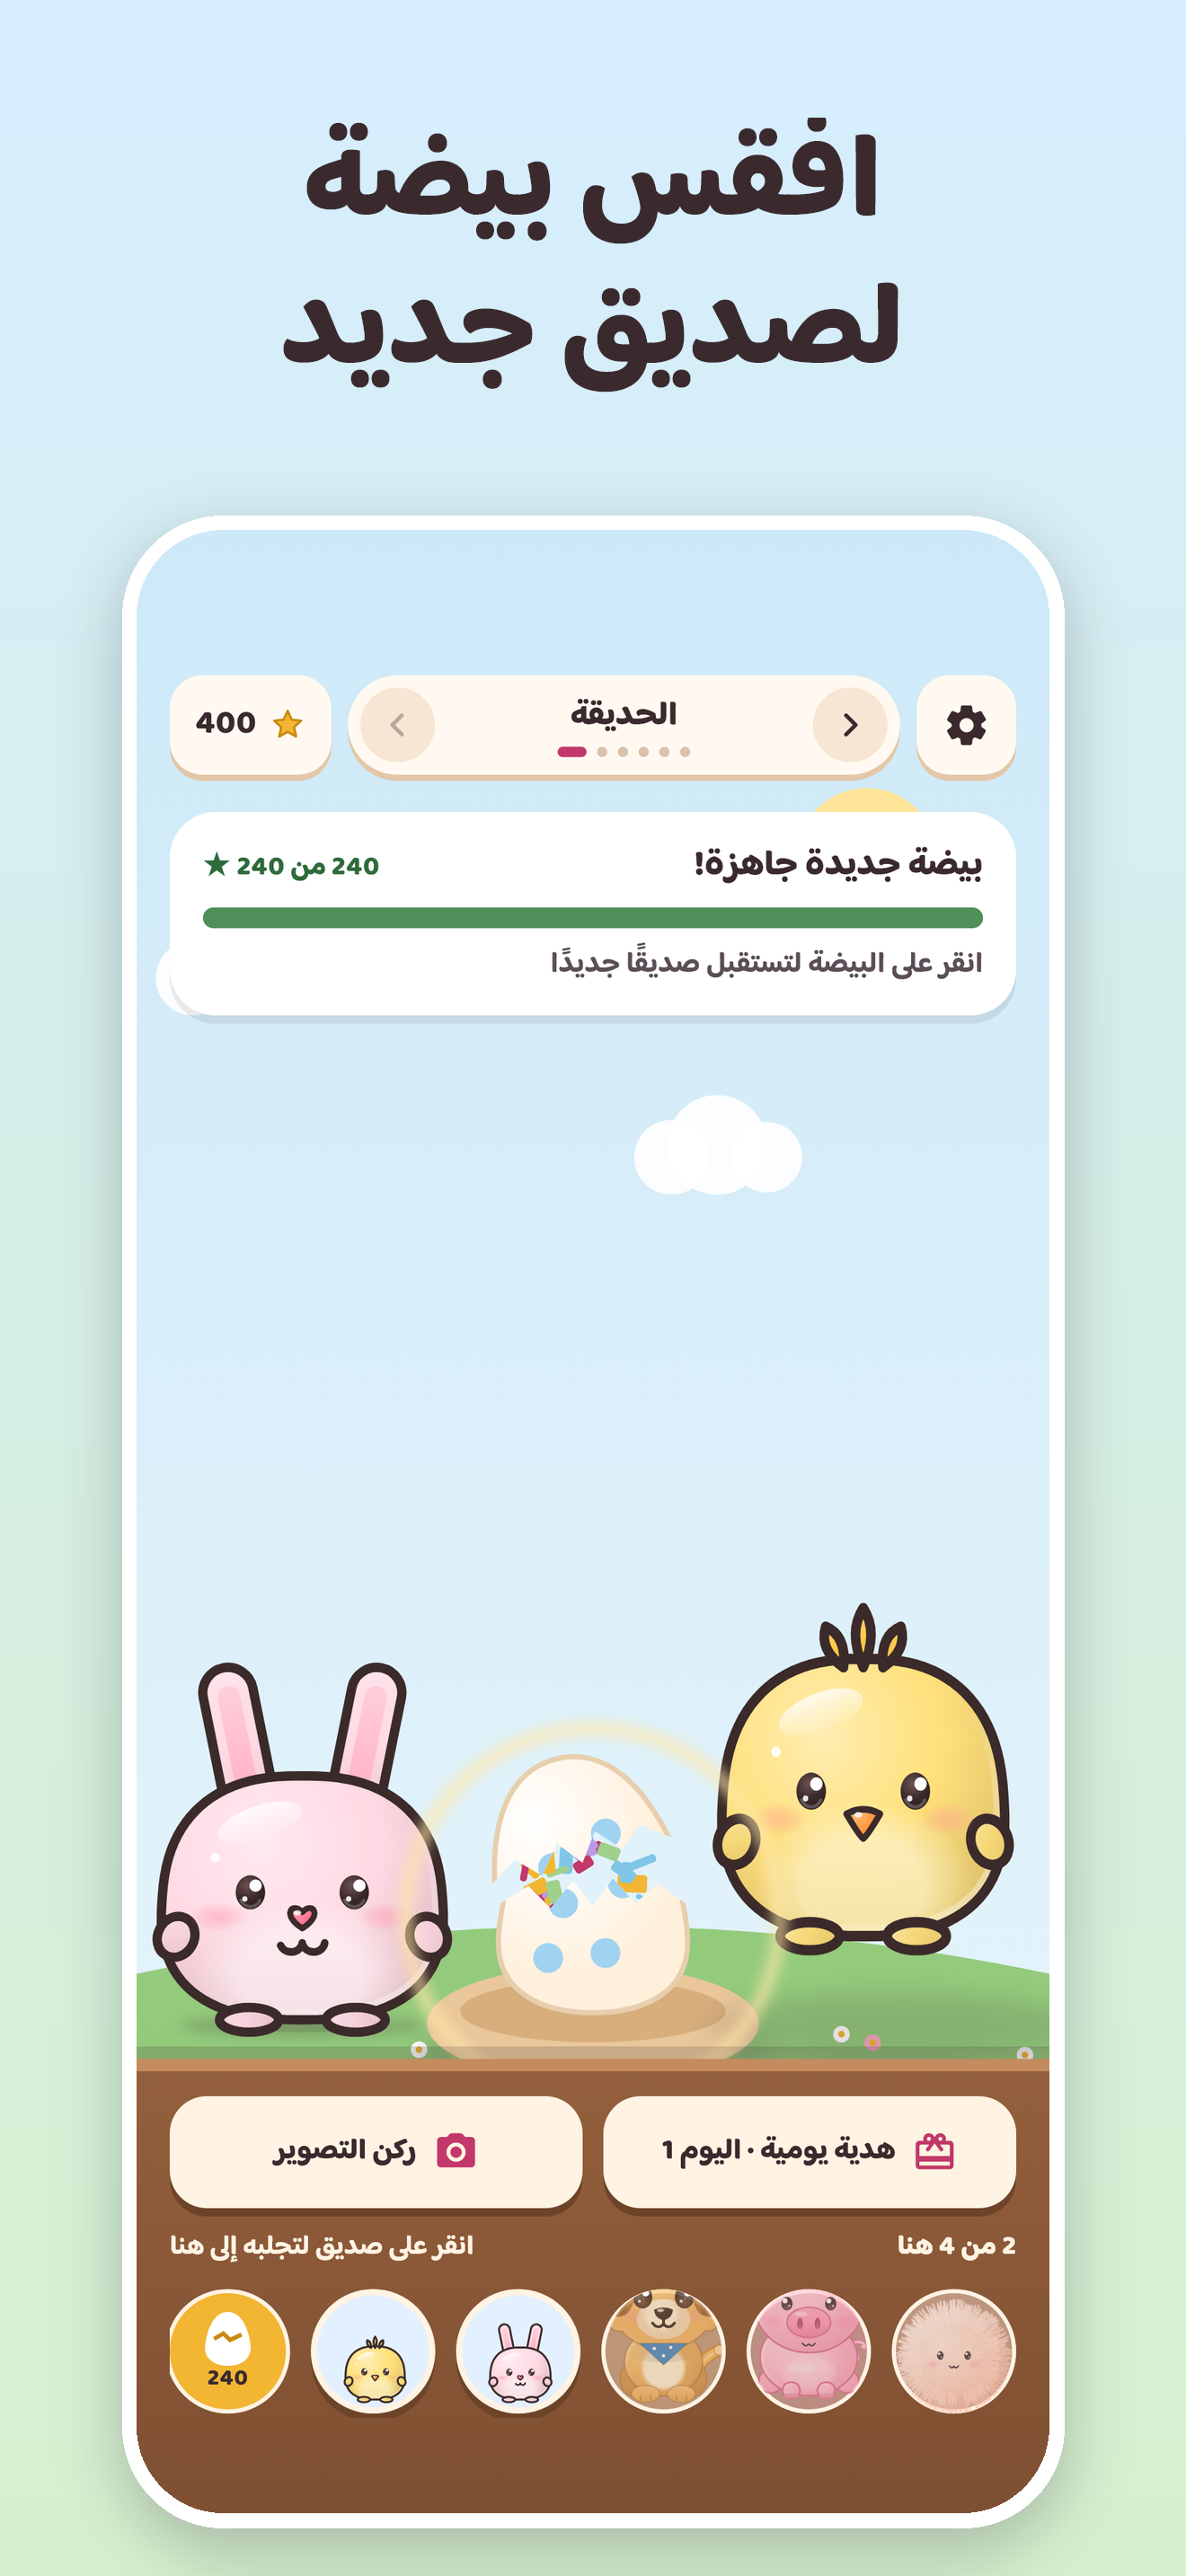 افقس بيضة
لصديق جديد
الحديقة
400
بيضة جديدة جاهزة!
240 من 240 ★
انقر على البيضة لتستقبل صديقًا جديدًا
هدية يومية · اليوم 1
ركن التصوير
2 من 4 هنا
انقر على صديق لتجلبه إلى هنا
240